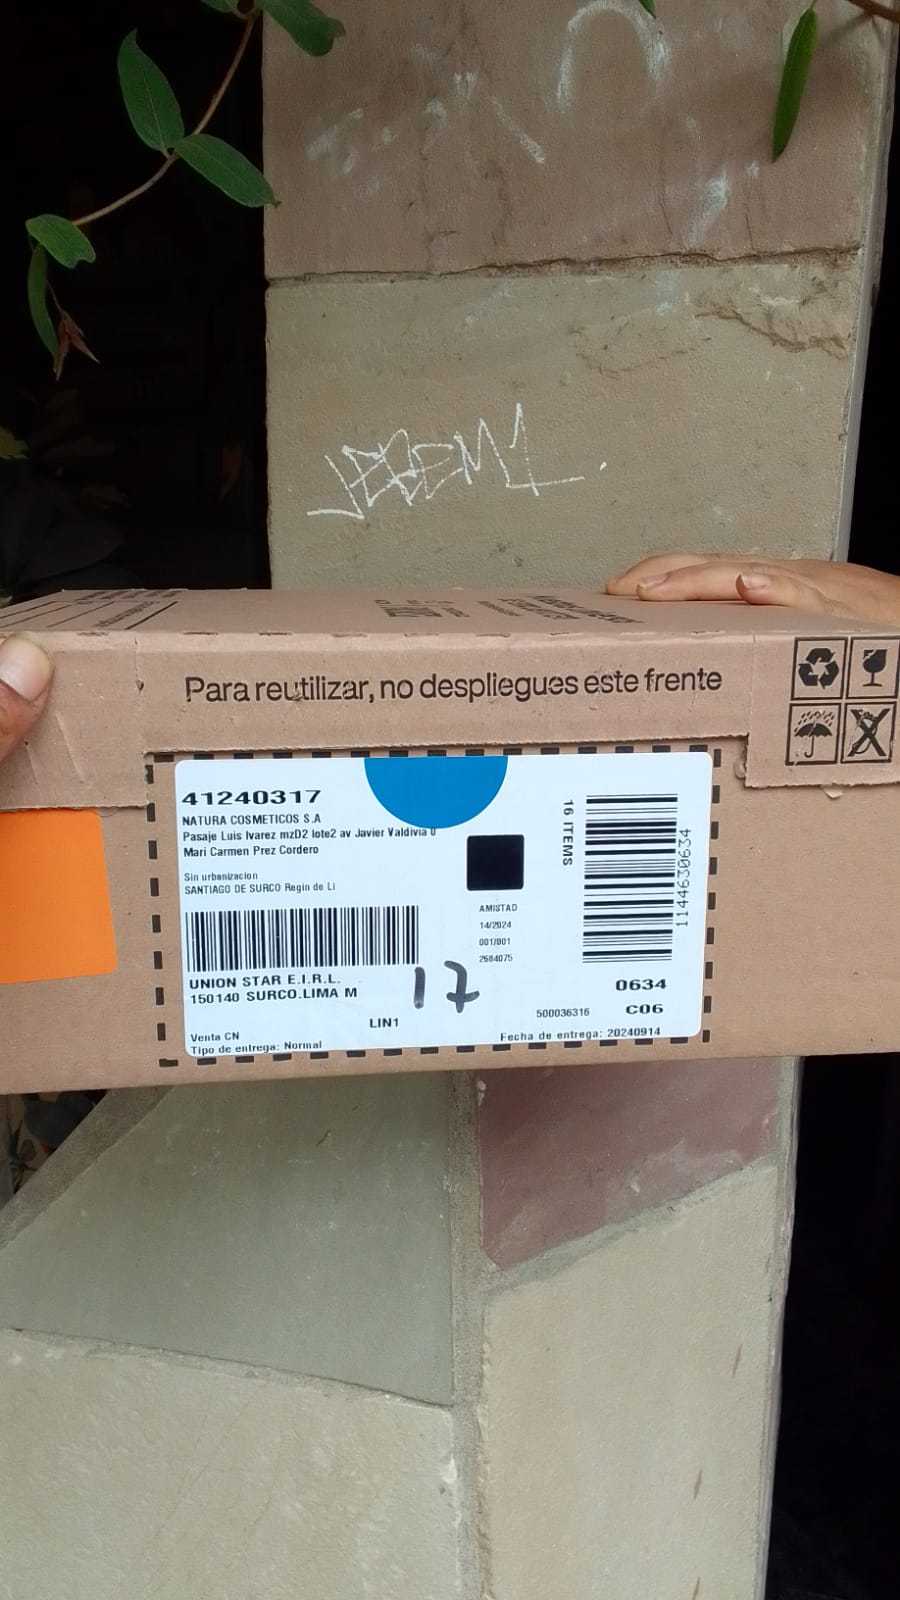 JEREMY.
Para reutilizar, no despliegues este frente
41240317
NATURA COSMETICOS S.A
Pasaje Luis Ivarez mzD2 lote2 av Javier Valdivia 0
Mari Carmen Prez Cordero
Sin urbanizacion
SANTIAGO DE SURCO Regin de Li
UNION STAR E.I.R.L.
150140 SURCO.LIMA M
LIN1
Venta CN
Tipo de entrega: Normal
AMISTAD
14/2024
001/001
2684075
17
16 ITEMS
1144630634
0634
500036316
C06
Fecha de entrega: 20240914